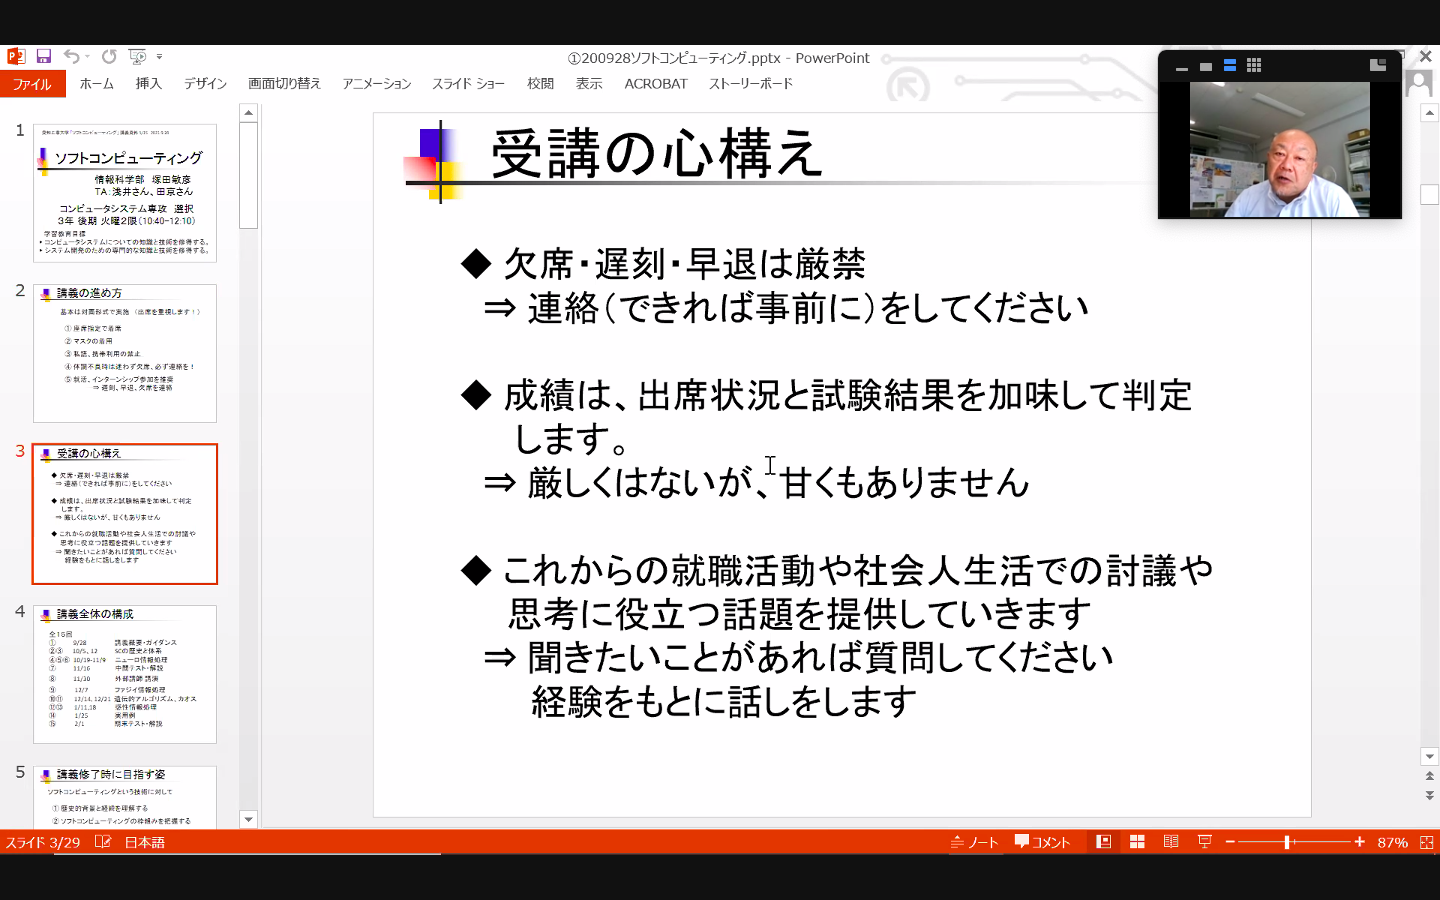 ①200928ソフトコンピューティング.pptx - PowerPoint
ファイル ホーム 挿入 デザイン 画面切り替え アニメーション スライド ショー 校閲 表示 ACROBAT ストーリーボード
1
ソフトコンピューティング
情報科学部 塚田敏彦
TA：浅井さん、田京さん
コンピュータシステム専攻 選択
3年 後期 火曜2限（10:40-12:10）
学習教育目標
・コンピュータシステムについての知識と技術を修得する。
・システム開発のための専門的な知識と技術を修得する。
2
講義の進め方
基本は対面形式で実施 （出席を重視します！）
① 座席指定で着席
② マスクの着用
③ 私語、携帯利用の禁止
④ 体調不良時は迷わず欠席、必ず連絡を！
⑤ 就活、インターンシップ参加を推奨
⇒ 遅刻、早退、欠席を連絡
3
受講の心構え
◆ 欠席・遅刻・早退は厳禁
⇒ 連絡（できれば事前に）をしてください
◆ 成績は、出席状況と試験結果を加味して判定
します。
⇒ 厳しくはないが、甘くもありません
◆ これからの就職活動や社会人生活での討議や
思考に役立つ話題を提供していきます
⇒ 聞きたいことがあれば質問してください
経験をもとに話しをします
4
講義全体の構成
全15回
① 9/28 講義概要・ガイダンス
②③ 10/5、12 SCの歴史と体系
④⑤⑥ 10/19-11/9 ニューロ情報処理
⑦ 11/16 中間テスト・解説
⑧ 11/30 外部講師 講演
⑨ 12/7 ファジィ情報処理
⑩⑪ 12/14、12/21 遺伝的アルゴリズム、カオス
⑫⑬ 1/11,18 感性情報処理
⑭ 1/25 実用例
⑮ 2/1 期末テスト・解説
5
講義修了時に目指す姿
ソフトコンピューティングという技術に対して
① 歴史的背景と経緯を理解する
② ソフトコンピューティングの枠組みを把握する
受講の心構え
◆ 欠席・遅刻・早退は厳禁
⇒ 連絡（できれば事前に）をしてください
◆ 成績は、出席状況と試験結果を加味して判定
します。
⇒ 厳しくはないが、甘くもありません
◆ これからの就職活動や社会人生活での討議や
思考に役立つ話題を提供していきます
⇒ 聞きたいことがあれば質問してください
経験をもとに話しをします
スライド 3/29 日本語 ノート コメント 87%